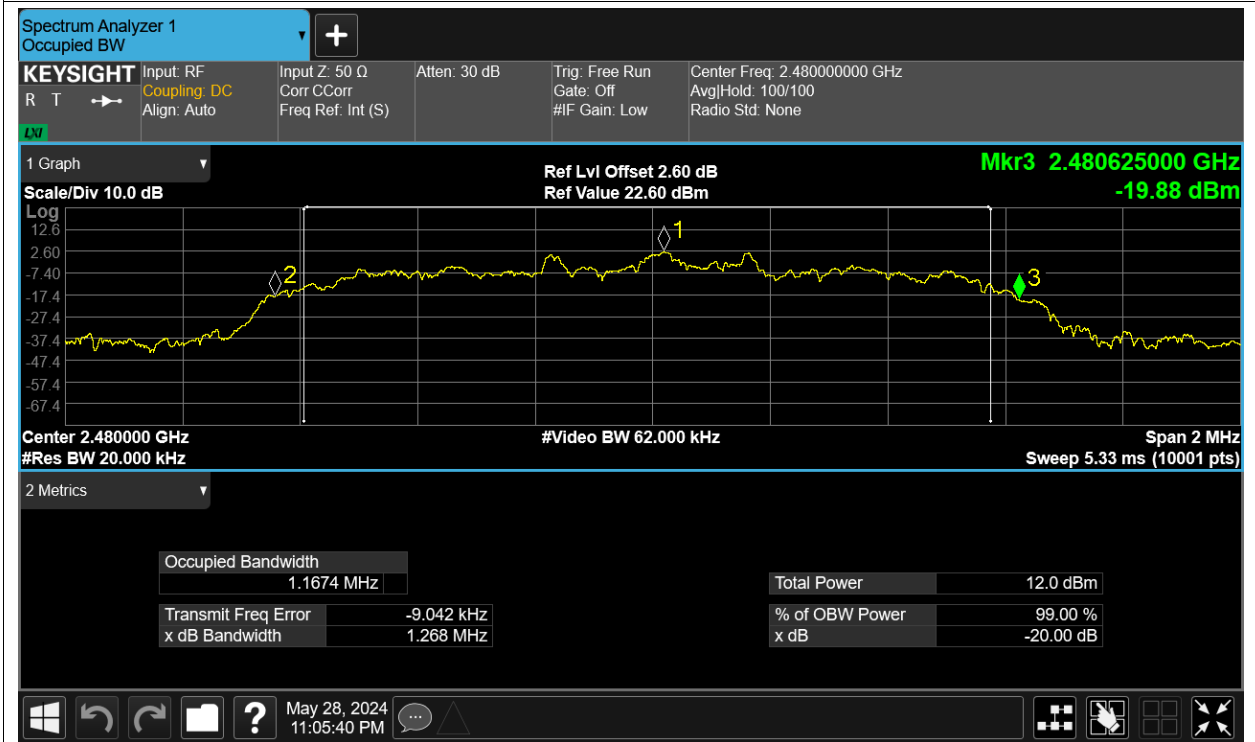 Spectrum Analyzer 1
Occupied BW
KEYSIGHT
R T
LXI
Input: RF
Coupling: DC
Align: Auto
Input Z: 50 Ω
Corr CCorr
Freq Ref: Int (S)
Atten: 30 dB
Trig: Free Run
Gate: Off
#IF Gain: Low
Center Freq: 2.480000000 GHz
Avg|Hold: 100/100
Radio Std: None
1 Graph
Scale/Div 10.0 dB
Ref Lvl Offset 2.60 dB
Ref Value 22.60 dBm
Mkr3 2.480625000 GHz
-19.88 dBm
Log
12.6
2.60
-7.40
-17.4
-27.4
-37.4
-47.4
-57.4
-67.4
1
2
3
Center 2.480000 GHz
#Res BW 20.000 kHz
#Video BW 62.000 kHz
Span 2 MHz
Sweep 5.33 ms (10001 pts)
2 Metrics
Occupied Bandwidth
1.1674 MHz
Transmit Freq Error -9.042 kHz
x dB Bandwidth 1.268 MHz
Total Power 12.0 dBm
% of OBW Power 99.00 %
x dB -20.00 dB
?
May 28, 2024
11:05:40 PM